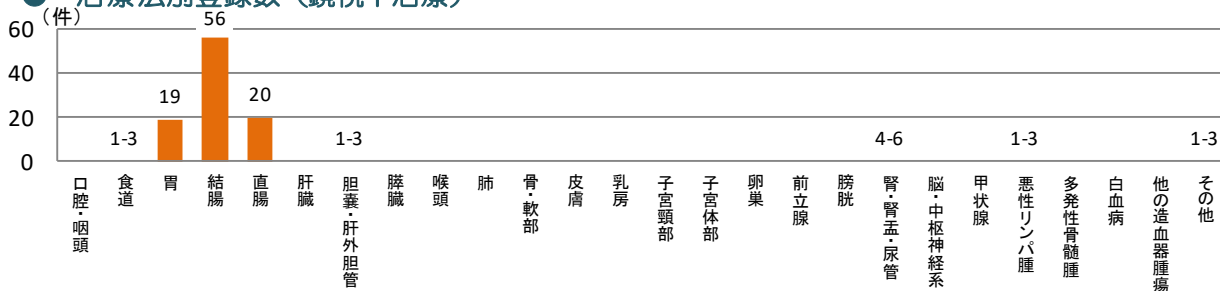 ● 治療法別登録数（鏡視下治療）
（件）
60
40
20
0
1-3
19
56
20
1-3
4-6
1-3
1-3
口腔・咽頭
食道
胃
結腸
直腸
肝臓
胆嚢・肝外胆管
膵臓
喉頭
肺
骨・軟部
皮膚
乳房
子宮頸部
子宮体部
卵巣
前立腺
膀胱
腎・腎盂・尿管
脳・中枢神経系
甲状腺
悪性リンパ腫
多発性骨髄腫
白血病
他の造血器腫瘍
その他